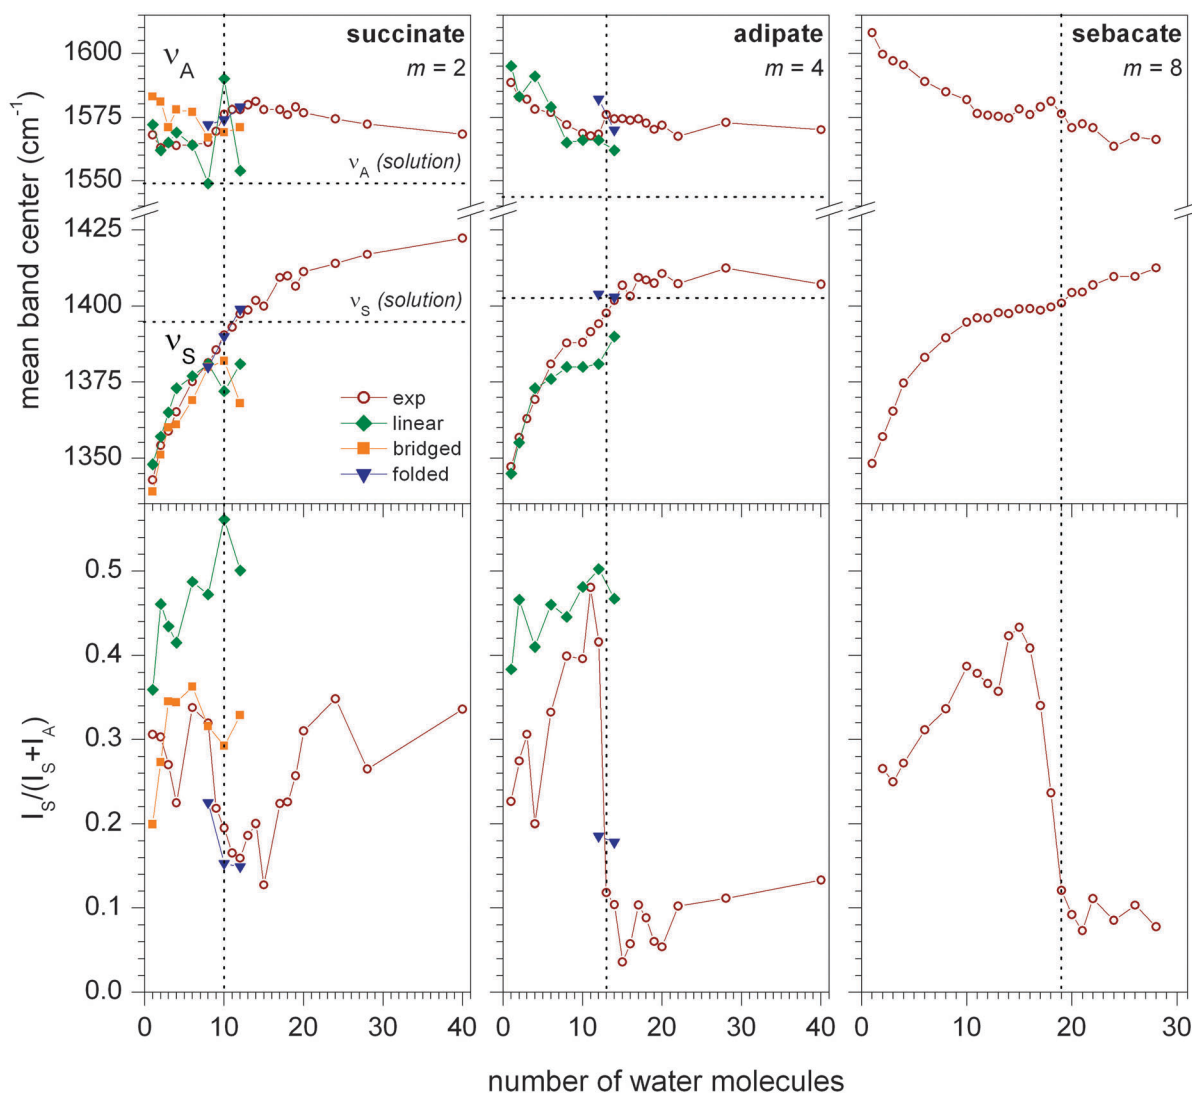 succinate
m = 2
adipate
m = 4
sebacate
m = 8
mean band center (cm⁻¹)
1600
1575
1550
1425
1400
1375
1350
ν_A
ν_A (solution)
ν_S (solution)
ν_S
exp
linear
bridged
folded
I_S/(I_S+I_A)
0.5
0.4
0.3
0.2
0.1
0.0
0 10 20 30 40
0 10 20 30 40
0 10 20 30
number of water molecules